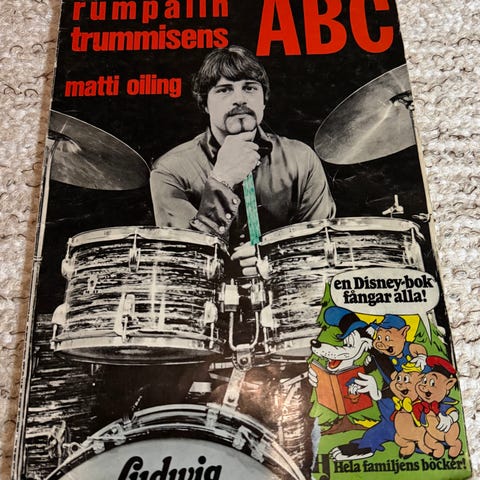 rumpalin
trummisens
ABC
matti oiling
en Disney-bok
fångar alla!
Hela familjens böcker!
Ludwig